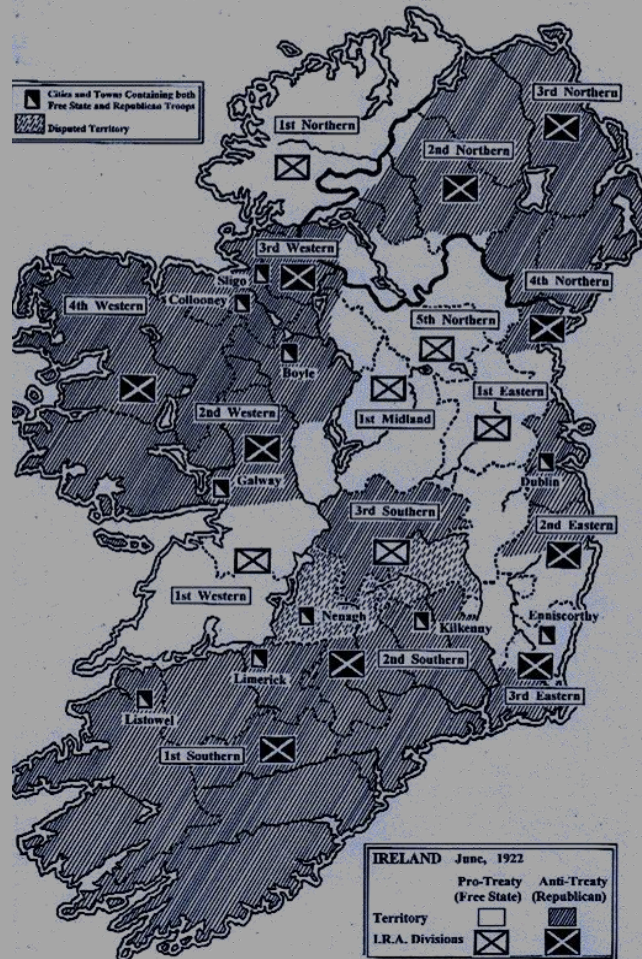 Cities and Towns Containing both
Free State and Republican Troops
Disputed Territory
3rd Northern
1st Northern
2nd Northern
3rd Western
Sligo
4th Western
Collooney
4th Northern
5th Northern
Boyle
1st Eastern
2nd Western
1st Midland
Galway
Dublin
3rd Southern
2nd Eastern
1st Western
Nenagh
Enniscorthy
Kilkenny
2nd Southern
Limerick
3rd Eastern
Listowel
1st Southern
IRELAND June, 1922
Pro-Treaty Anti-Treaty
(Free State) (Republican)
Territory
I.R.A. Divisions